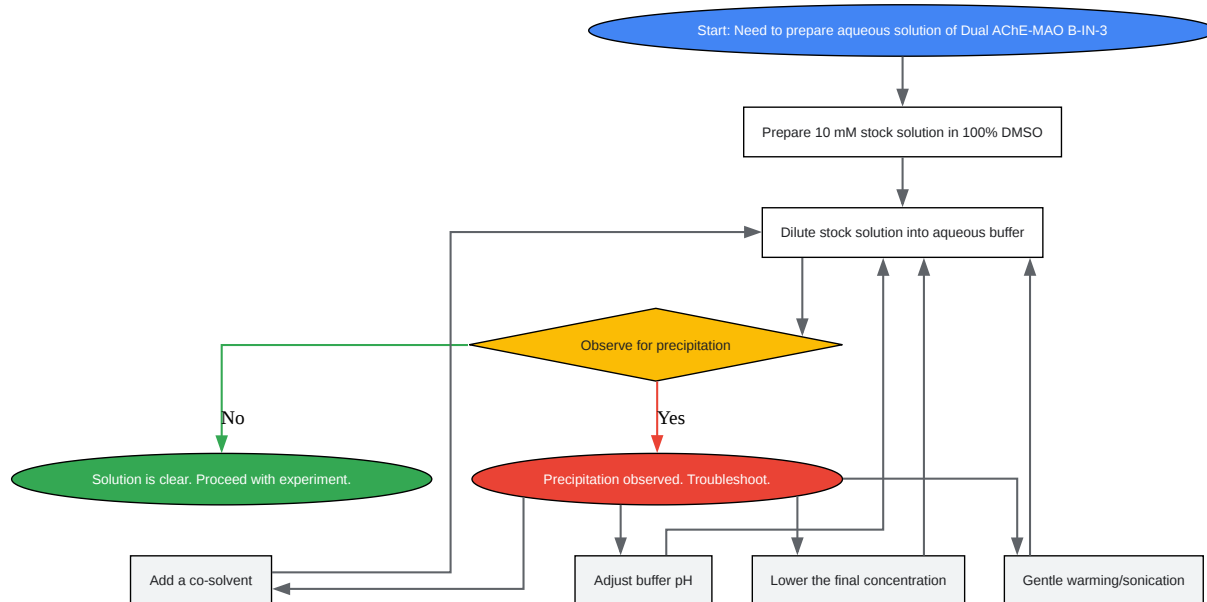 Start: Need to prepare aqueous solution of Dual AChE-MAO B-IN-3
Prepare 10 mM stock solution in 100% DMSO
Dilute stock solution into aqueous buffer
Observe for precipitation
No
Yes
Solution is clear. Proceed with experiment.
Precipitation observed. Troubleshoot.
Add a co-solvent
Adjust buffer pH
Lower the final concentration
Gentle warming/sonication